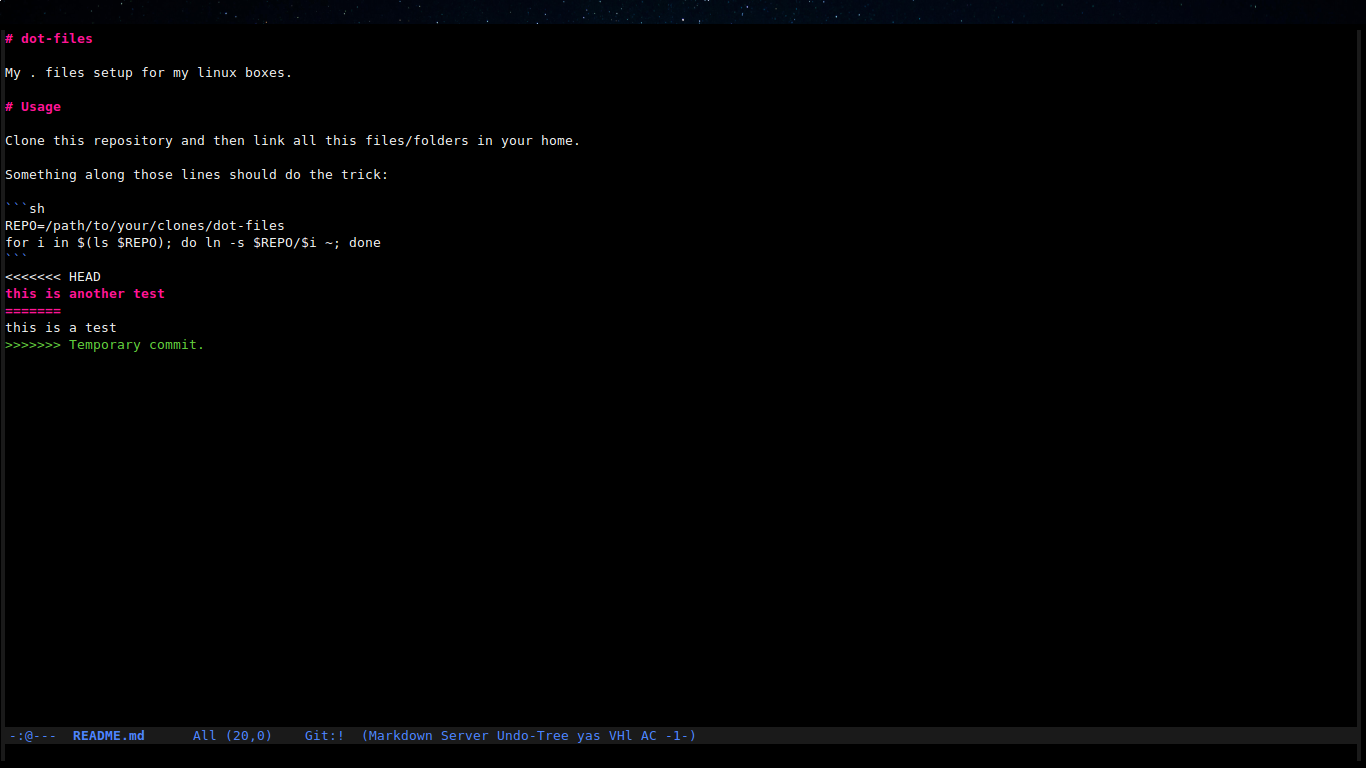 # dot-files
My . files setup for my linux boxes.
# Usage
Clone this repository and then link all this files/folders in your home.
Something along those lines should do the trick:
```sh
REPO=/path/to/your/clones/dot-files
for i in $(ls $REPO); do ln -s $REPO/$i ~; done
```
<<<<<<< HEAD
this is another test
=======
this is a test
>>>>>>> Temporary commit.
-:@--- README.md All (20,0) Git:! (Markdown Server Undo-Tree yas VHl AC -1-)